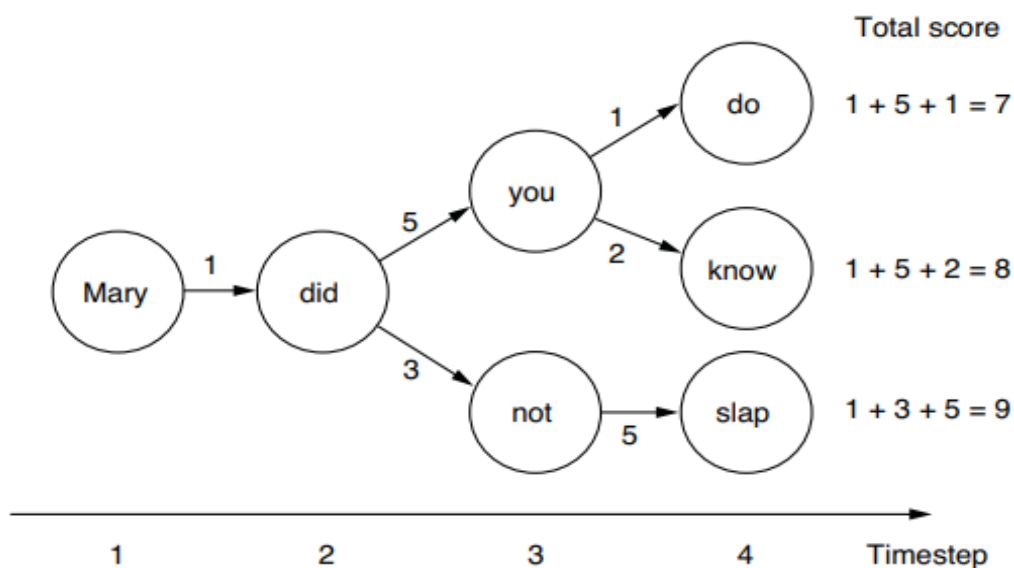 Total score
do
1 + 5 + 1 = 7
1
you
5
2
know
1 + 5 + 2 = 8
Mary
1
did
3
not
5
slap
1 + 3 + 5 = 9
1 2 3 4 Timestep